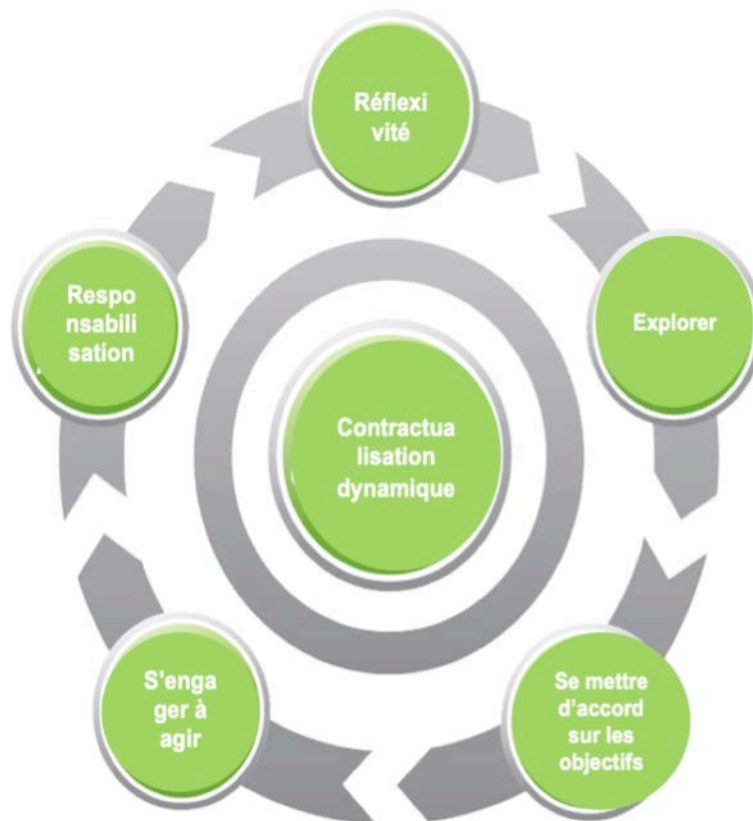 Réflexi
vité
Explorer
Se mettre
d’accord
sur les
objectifs
S'enga
ger à
agir
Respo
nsabili
sation
Contractua
lisation
dynamique